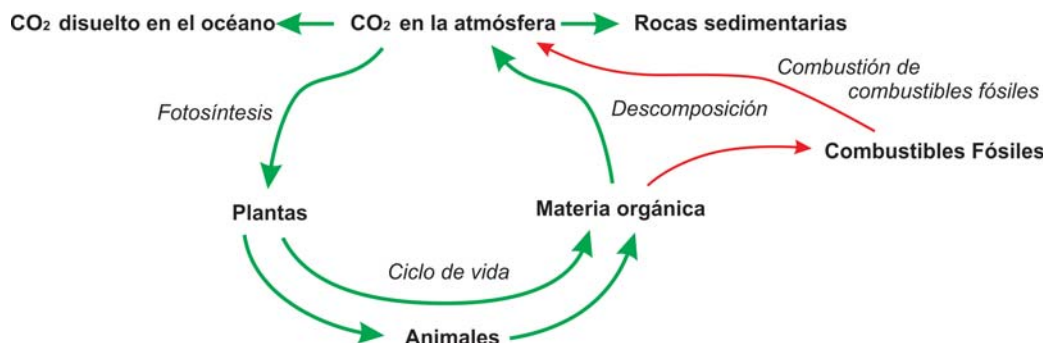 CO₂ disuelto en el océano
CO₂ en la atmósfera
Rocas sedimentarias
Combustión de
combustibles fósiles
Fotosíntesis
Descomposición
Combustibles Fósiles
Plantas
Materia orgánica
Ciclo de vida
Animales